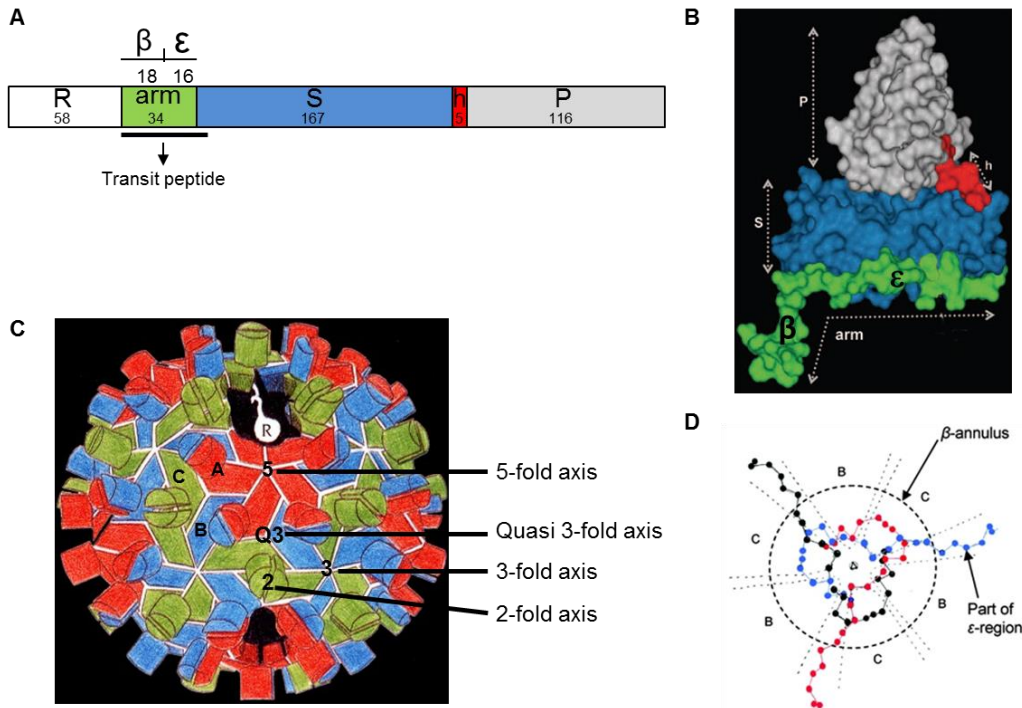 A
β ε
18 16
R arm S h P
58 34 167 5 116
Transit peptide
B
P
h
S
ε
β
arm
C
R
C A 5
5-fold axis
B Q3
Quasi 3-fold axis
3
3-fold axis
2
2-fold axis
D
β-annulus
B
C
C
B
B
C
Part of
ε-region